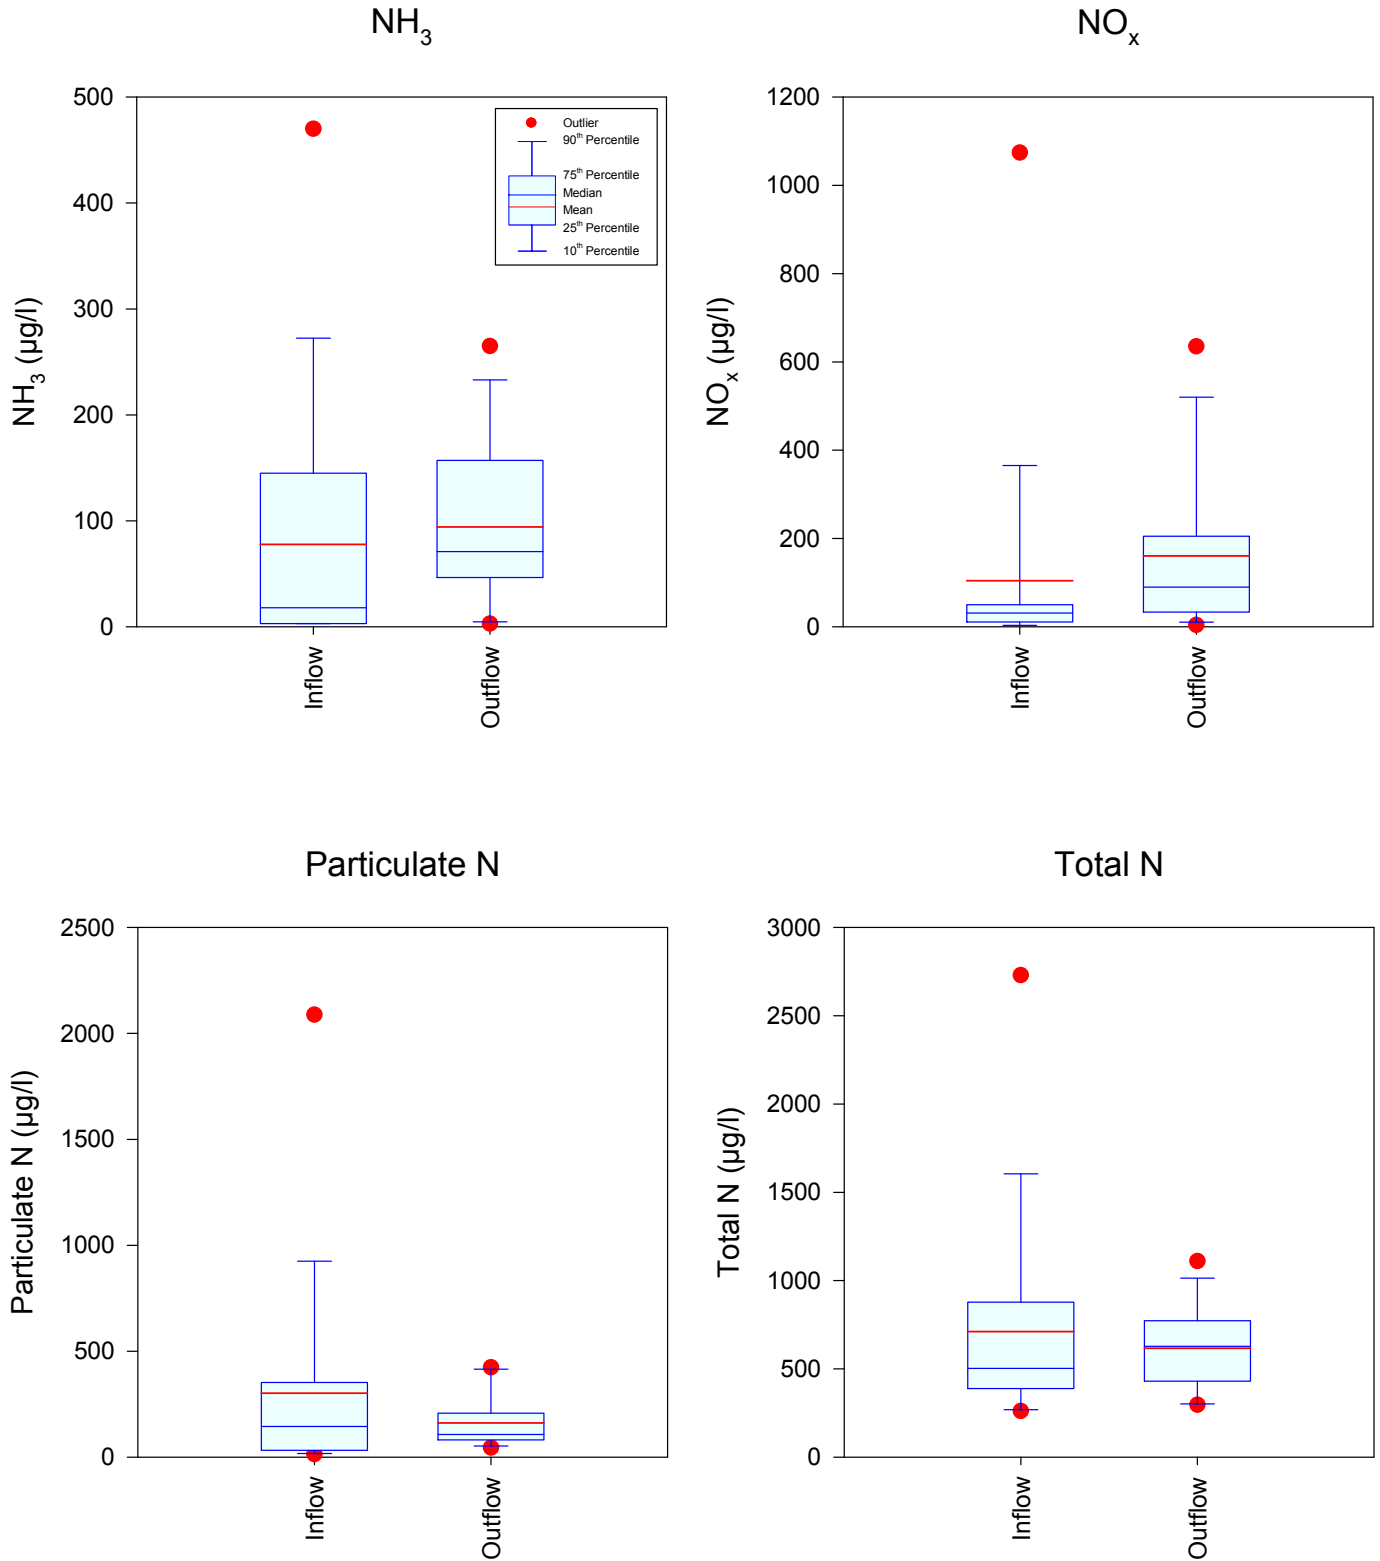 NH3
NH3 (µg/l)
500
400
300
200
100
0
Outlier
90th Percentile
75th Percentile
Median
Mean
25th Percentile
10th Percentile
Inflow
Outflow
NOx
NOx (µg/l)
1200
1000
800
600
400
200
0
Inflow
Outflow
Particulate N
Particulate N (µg/l)
2500
2000
1500
1000
500
0
Inflow
Outflow
Total N
Total N (µg/l)
3000
2500
2000
1500
1000
500
0
Inflow
Outflow